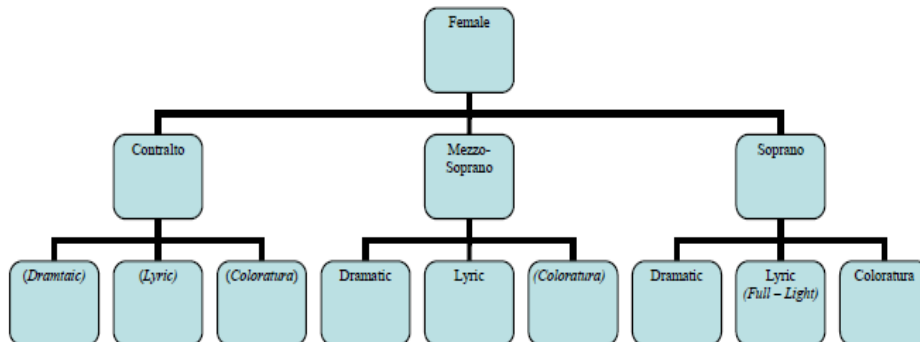 Female
Contralto
Mezzo-
Soprano
Soprano
(Dramtaic)
(Lyric)
(Coloratura)
Dramatic
Lyric
(Coloratura)
Dramatic
Lyric
(Full – Light)
Coloratura